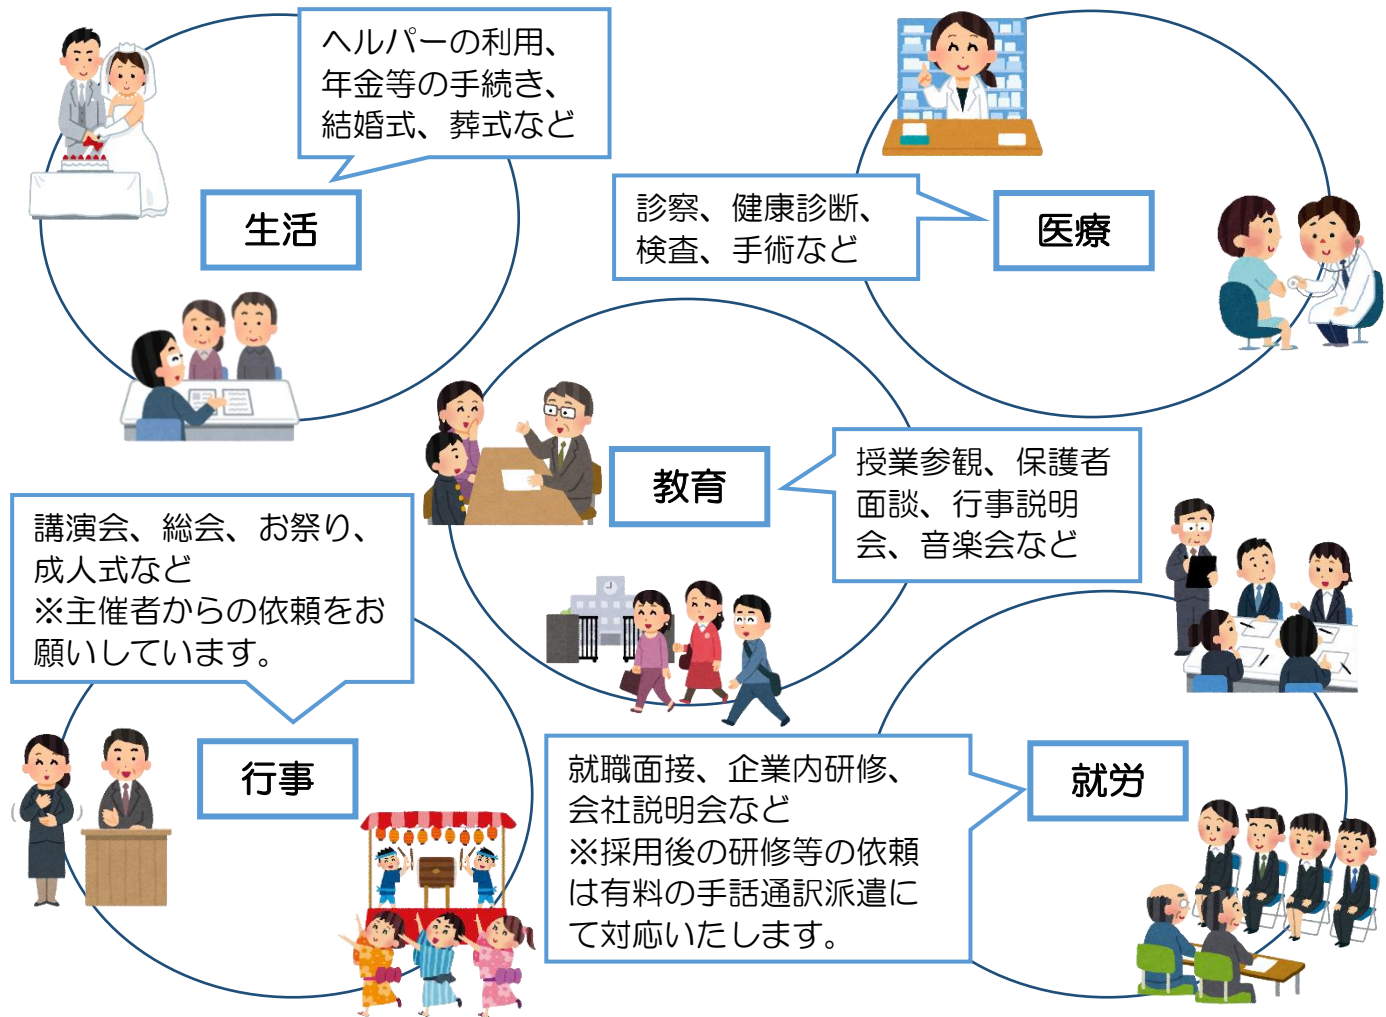 ヘルパーの利用、
年金等の手続き、
結婚式、葬式など
生活
診察、健康診断、
検査、手術など
医療
教育
授業参観、保護者
面談、行事説明
会、音楽会など
講演会、総会、お祭り、
成人式など
※主催者からの依頼をお
願いしています。
行事
就職面接、企業内研修、
会社説明会など
※採用後の研修等の依頼
は有料の手話通訳派遣に
て対応いたします。
就労